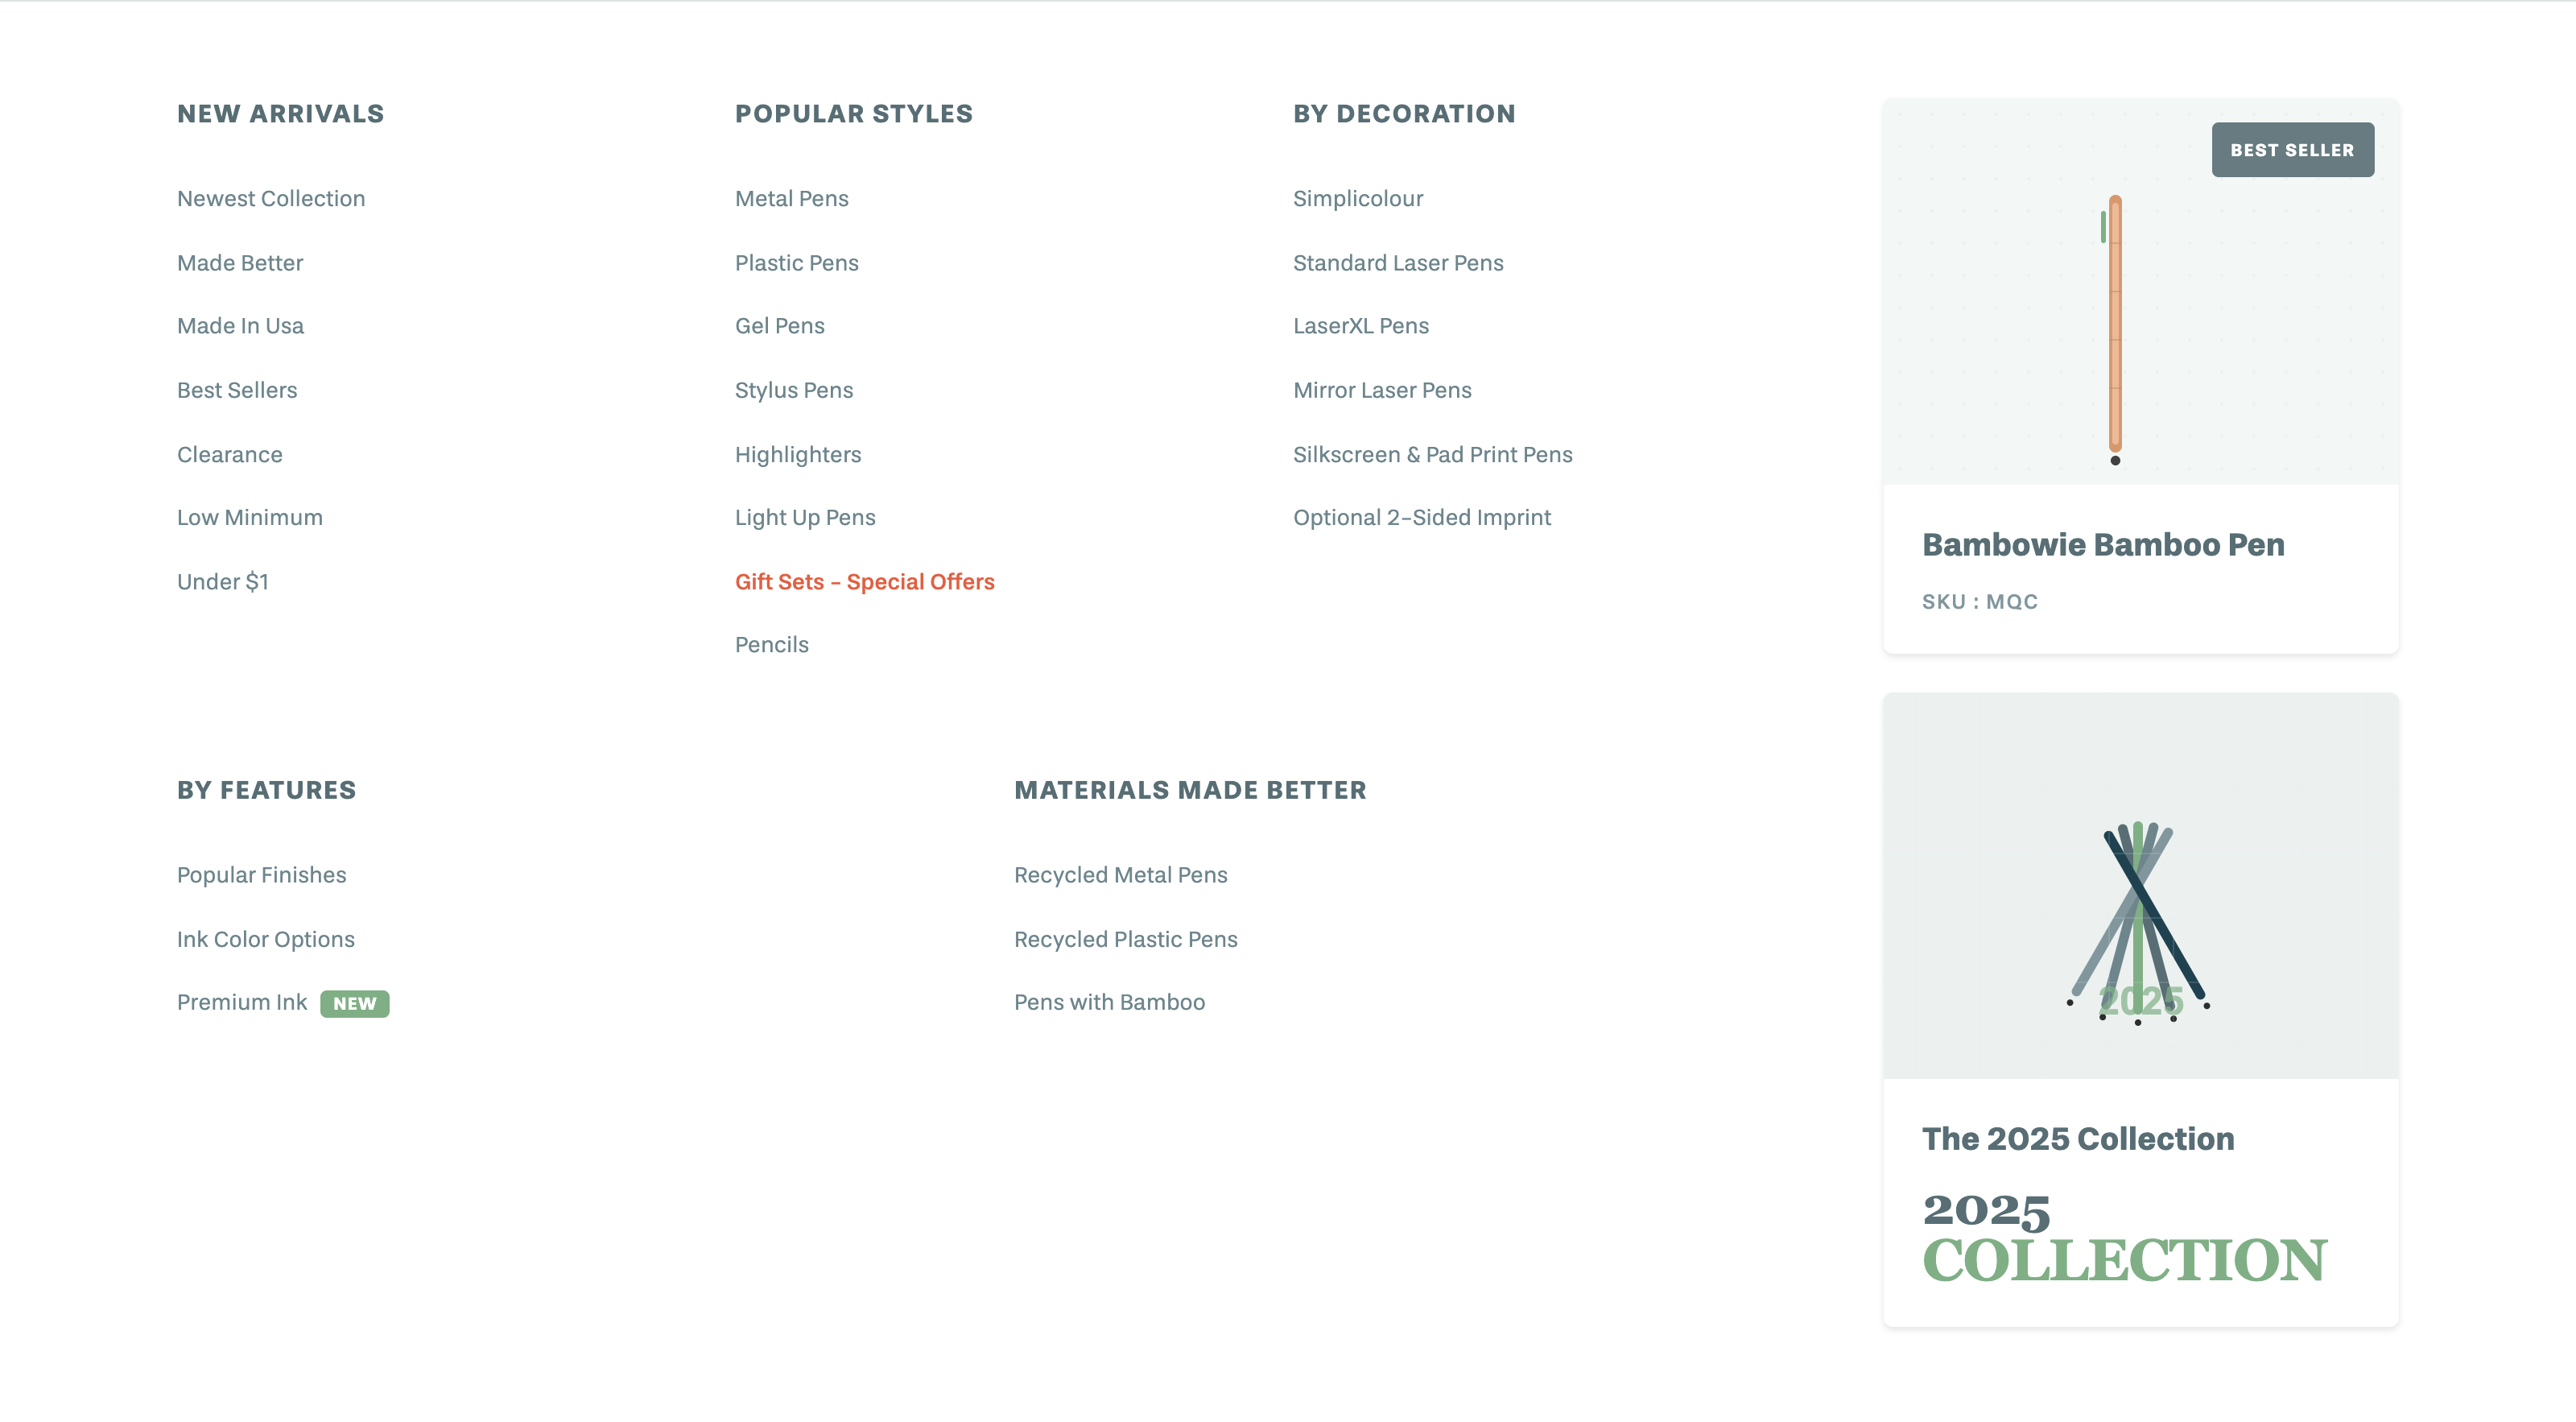 NEW ARRIVALS
Newest Collection
Made Better
Made In Usa
Best Sellers
Clearance
Low Minimum
Under $1
POPULAR STYLES
Metal Pens
Plastic Pens
Gel Pens
Stylus Pens
Highlighters
Light Up Pens
Gift Sets - Special Offers
Pencils
BY DECORATION
Simplicolour
Standard Laser Pens
LaserXL Pens
Mirror Laser Pens
Silkscreen & Pad Print Pens
Optional 2-Sided Imprint
BY FEATURES
Popular Finishes
Ink Color Options
Premium Ink NEW
MATERIALS MADE BETTER
Recycled Metal Pens
Recycled Plastic Pens
Pens with Bamboo
BEST SELLER
Bambowie Bamboo Pen
SKU : MQC
2025
The 2025 Collection
2025
COLLECTION